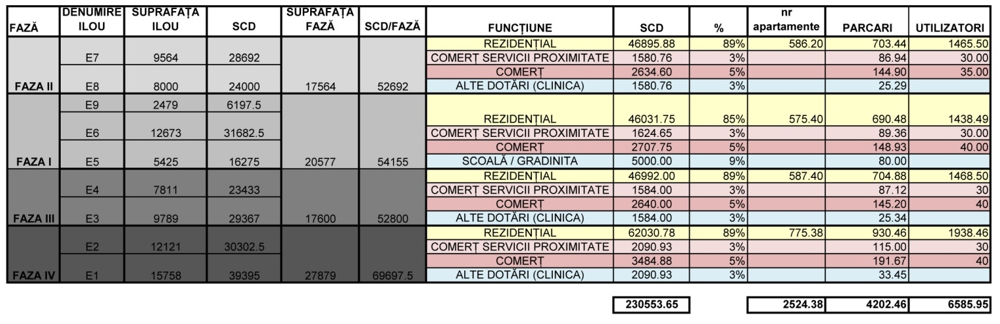 FAZĂ DENUMIRE ILOU SUPRAFAȚA ILOU SCD SUPRAFAȚA FAZĂ SCD/FAZĂ FUNCȚIUNE SCD % nr apartamente PARCARI UTILIZATORI
REZIDENȚIAL 46895.88 89% 586.20 703.44 1465.50
E7 9564 28692 COMERȚ SERVICII PROXIMITATE 1580.76 3% 86.94 30.00
COMERȚ 2634.60 5% 144.90 35.00
FAZA II E8 8000 24000 17564 52692 ALTE DOTĂRI (CLINICA) 1580.76 3% 25.29
E9 2479 6197.5
REZIDENȚIAL 46031.75 85% 575.40 690.48 1438.49
E6 12673 31682.5 COMERȚ SERVICII PROXIMITATE 1624.65 3% 89.36 30.00
COMERȚ 2707.75 5% 148.93 40.00
FAZA I E5 5425 16275 20577 54155 SCOALĂ / GRADINITA 5000.00 9% 80.00
REZIDENȚIAL 46992.00 89% 587.40 704.88 1468.50
E4 7811 23433 COMERȚ SERVICII PROXIMITATE 1584.00 3% 87.12 30
COMERȚ 2640.00 5% 145.20 40
FAZA III E3 9789 29367 17600 52800 ALTE DOTĂRI (CLINICA) 1584.00 3% 25.34
REZIDENȚIAL 62030.78 89% 775.38 930.46 1938.46
E2 12121 30302.5 COMERȚ SERVICII PROXIMITATE 2090.93 3% 115.00 30
COMERȚ 3484.88 5% 191.67 40
FAZA IV E1 15758 39395 27879 69697.5 ALTE DOTĂRI (CLINICA) 2090.93 3% 33.45
230553.65 2524.38 4202.46 6585.95